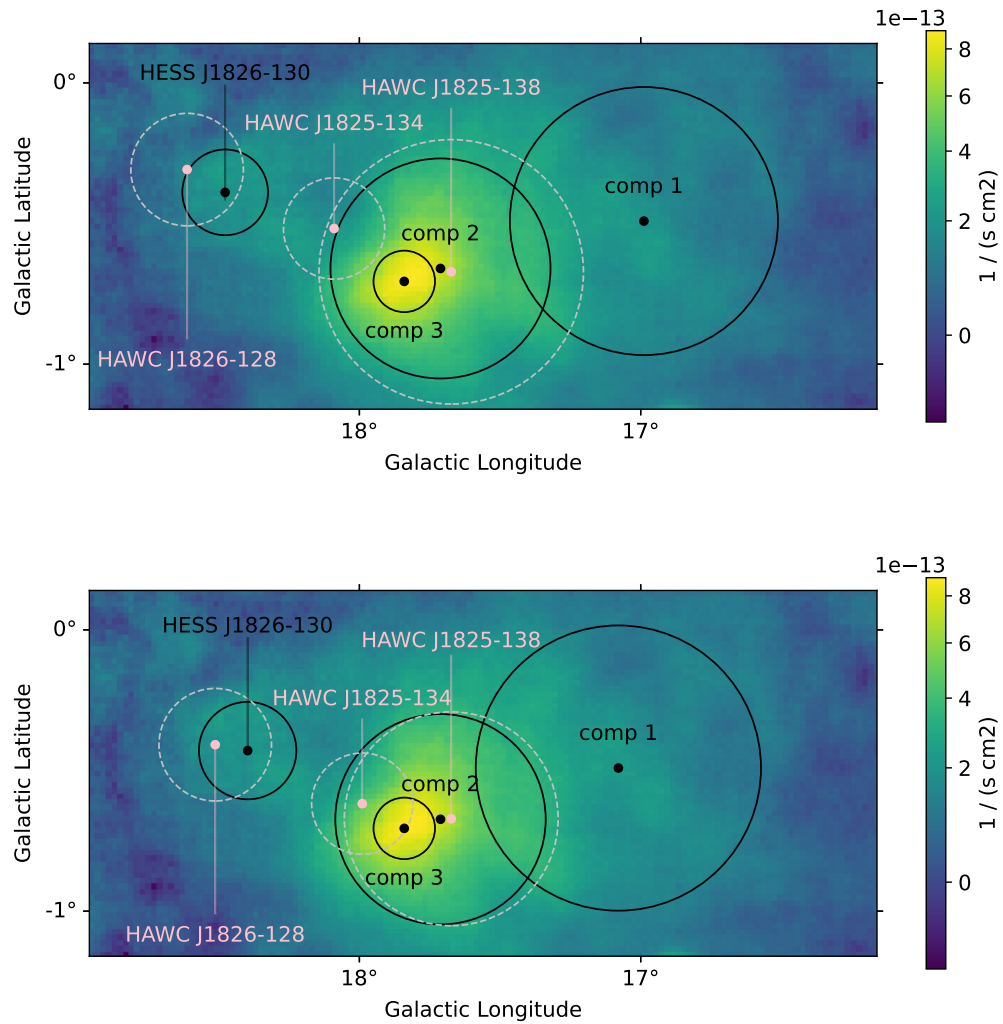 1e−13
HESS J1826-130
HAWC J1825-138
HAWC J1825-134
comp 1
comp 2
comp 3
HAWC J1826-128
0°
-1°
Galactic Latitude
18°
17°
Galactic Longitude
8
6
4
2
0
1 / (s cm2)
1e−13
HESS J1826-130
HAWC J1825-138
HAWC J1825-134
comp 1
comp 2
comp 3
HAWC J1826-128
0°
-1°
Galactic Latitude
18°
17°
Galactic Longitude
8
6
4
2
0
1 / (s cm2)